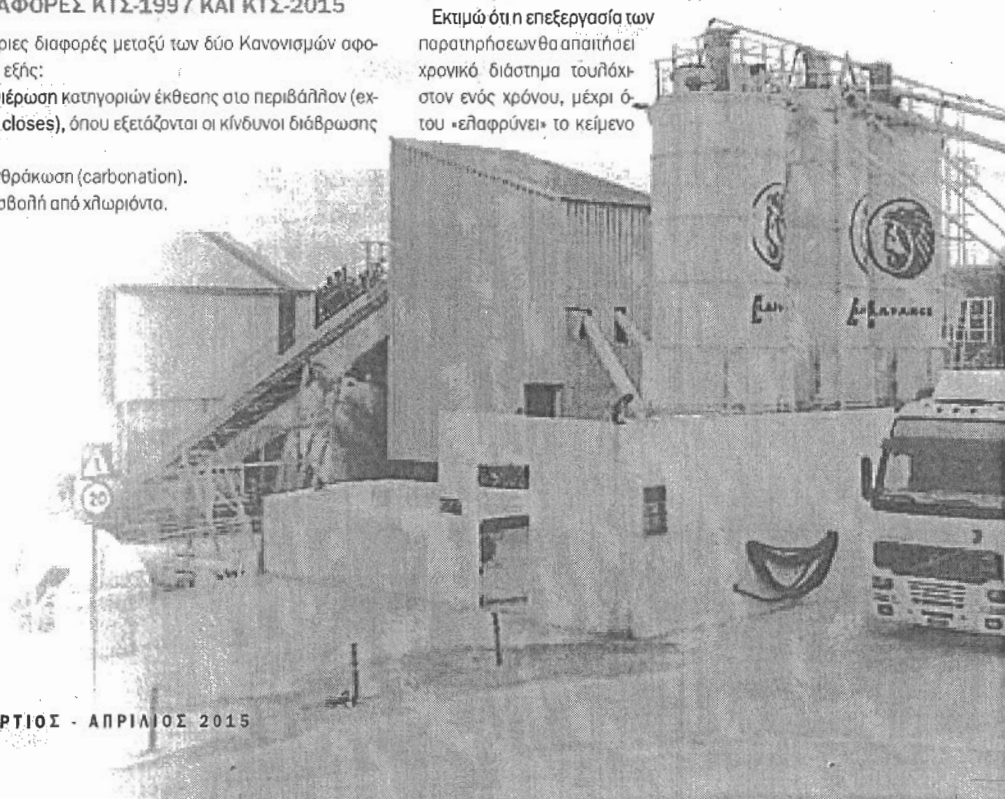 ΑΦΟΡΕΣ ΚΤΣ-1997 ΚΑΙ ΚΤΣ-2015
ριες διαφορές μεταξύ των δύο Κανονισμών αφο-
εξής:
ιέρωση κατηγοριών έκθεσης στο περιβάλλον (ex-
closes), όπου εξετάζονται οι κίνδυνοι διάβρωσης
θράκωση (carbonation).
σβολή από χλωριόντα.
Εκτιμώ ότι η επεξεργασία των
παρατηρήσεων θα απαιτήσει
χρονικό διάστημα τουλάχι-
στον ενός χρόνου, μέχρι ό-
του «ελαφρύνει» το κείμενο
LAFARGE
20
ΡΤΙΟΣ - ΑΠΡΙΛΙΟΣ 2015